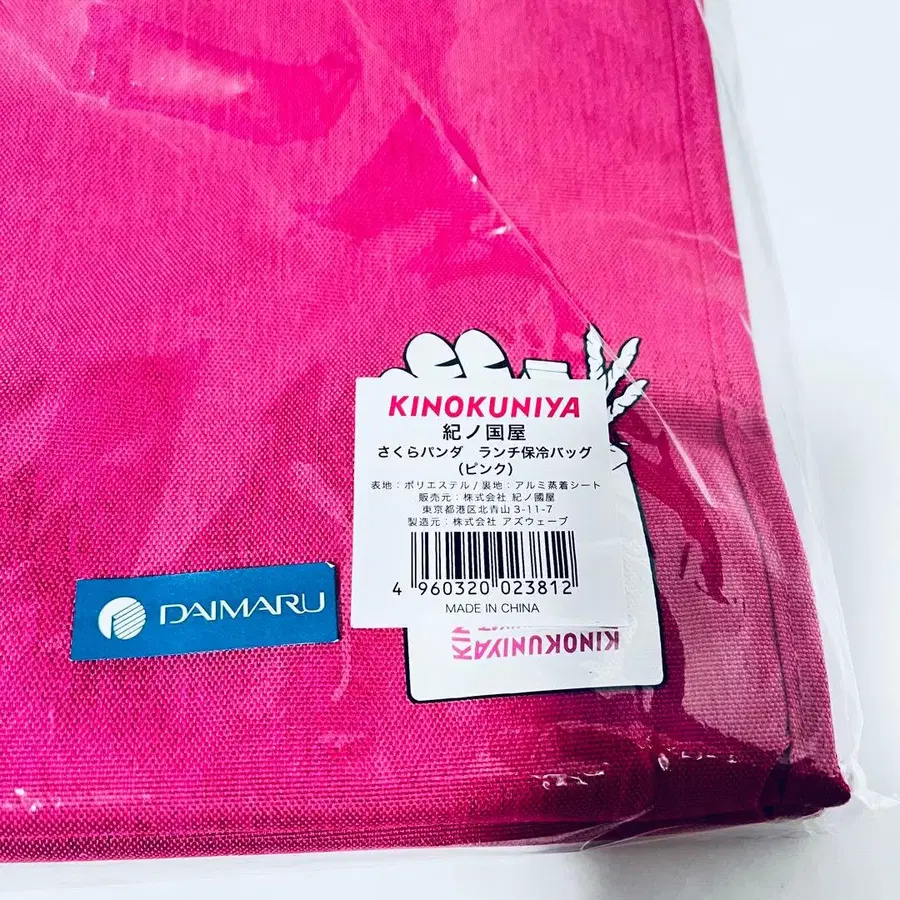 KINOKUNIYA
紀ノ国屋
さくらパンダ　ランチ保冷バッグ
（ピンク）
表地：ポリエステル / 裏地：アルミ蒸着シート
販売元：株式会社 紀ノ國屋
東京都港区北青山 3-11-7
製造元：株式会社 アズウェーブ
4 960320 023812
MADE IN CHINA
DAIMARU
KINOKUNIYA